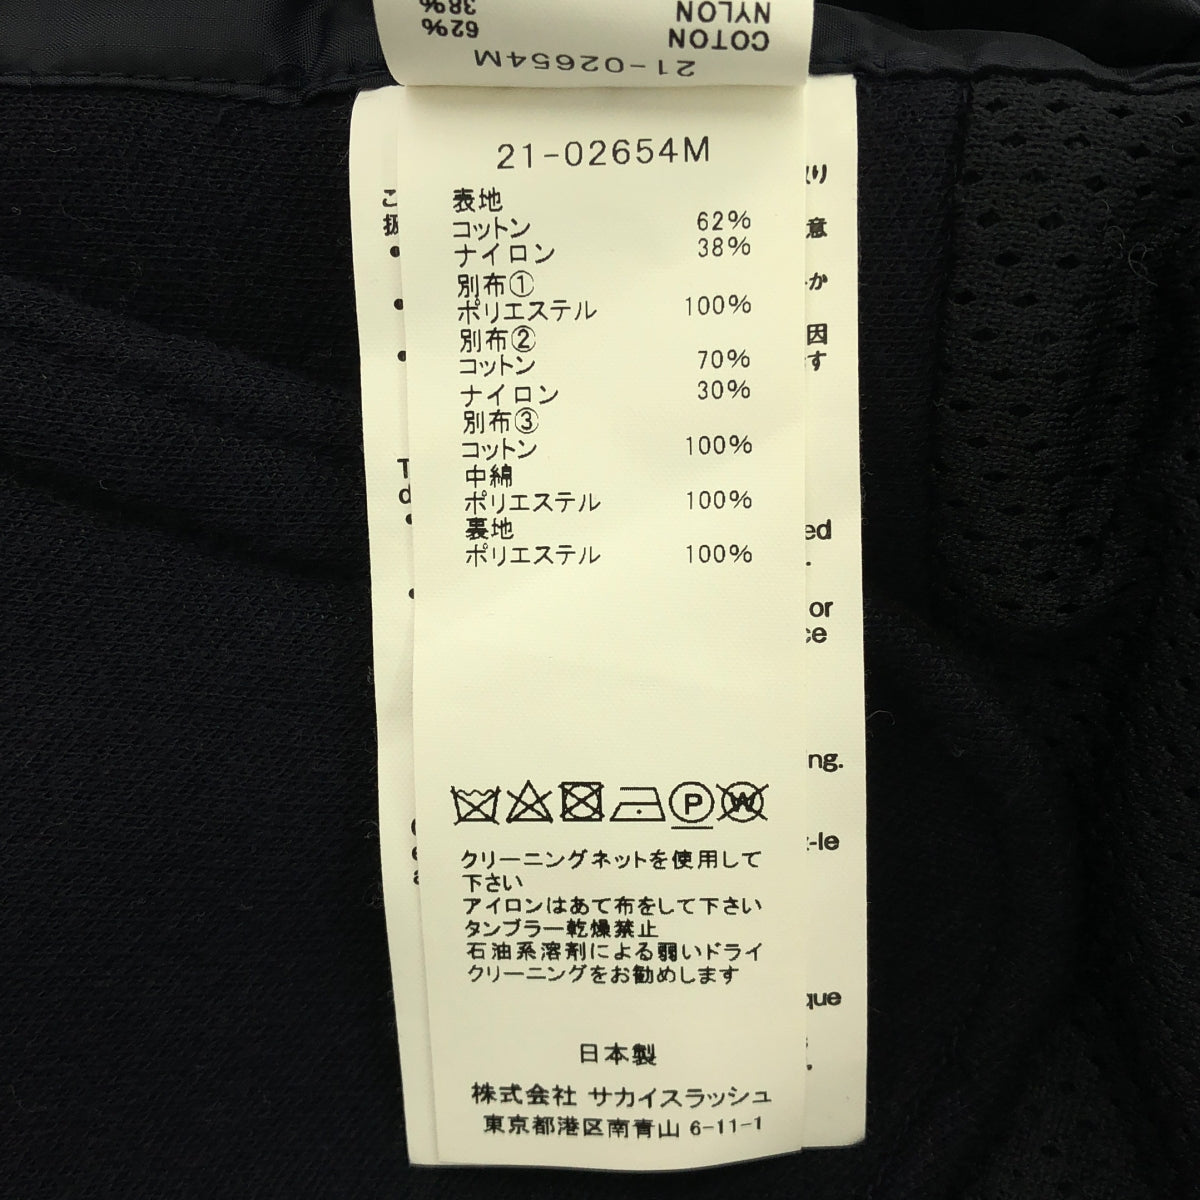 COTTON 62%
NYLON 38%
21-02654M
21-02654M
表地
コットン 62%
ナイロン 38%
別布①
ポリエステル 100%
別布②
コットン 70%
ナイロン 30%
別布③
コットン 100%
中綿
ポリエステル 100%
裏地
ポリエステル 100%
P W
クリーニングネットを使用して
下さい
アイロンはあて布をして下さい
タンブラー乾燥禁止
石油系溶剤による弱いドライ
クリーニングをお勧めします
日本製
株式会社 サカイスラッシュ
東京都港区南青山 6-11-1